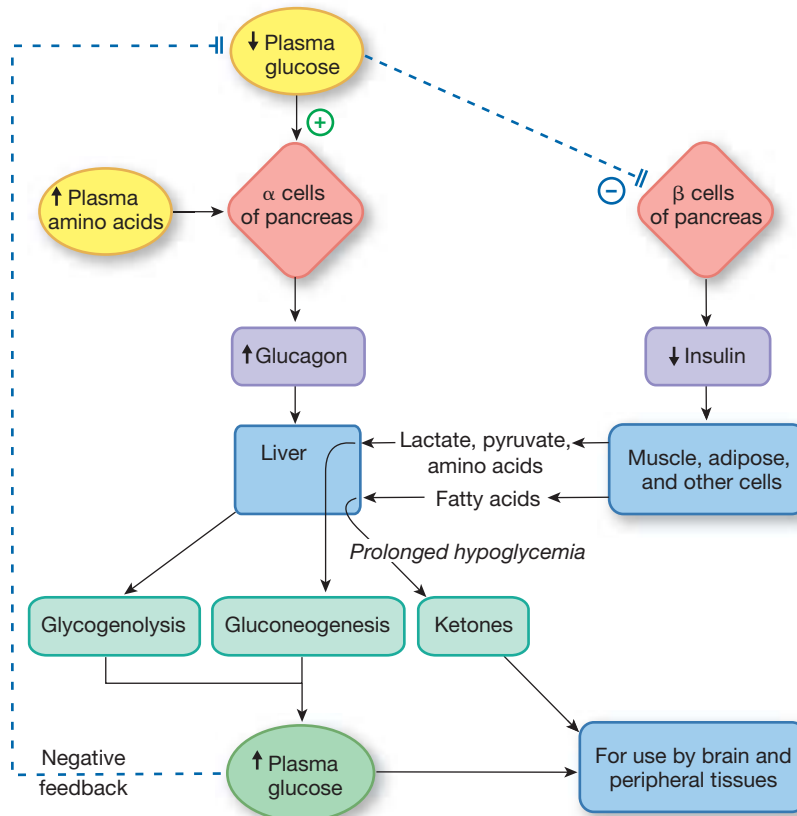 ↓ Plasma
glucose
+
↑ Plasma
amino acids
α cells
of pancreas
−
β cells
of pancreas
↑ Glucagon
↓ Insulin
Liver
Lactate, pyruvate,
amino acids
Fatty acids
Muscle, adipose,
and other cells
Prolonged hypoglycemia
Glycogenolysis
Gluconeogenesis
Ketones
Negative
feedback
↑ Plasma
glucose
For use by brain and
peripheral tissues